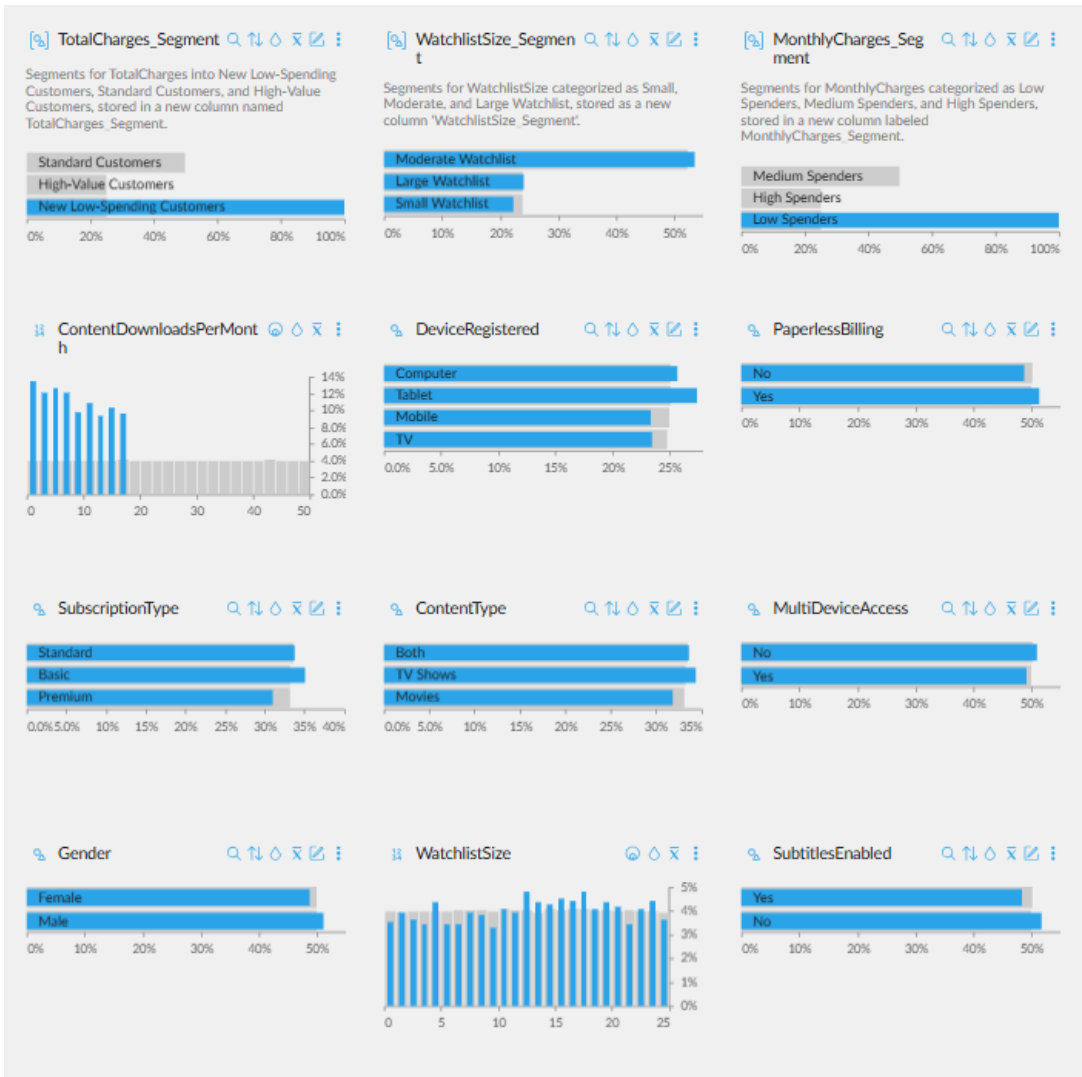 TotalCharges_Segment
Segments for TotalCharges into New Low-Spending
Customers, Standard Customers, and High-Value
Customers, stored in a new column named
TotalCharges_Segment.
Standard Customers
High-Value Customers
New Low-Spending Customers
0% 20% 40% 60% 80% 100%
WatchlistSize_Segmen
t
Segments for WatchlistSize categorized as Small,
Moderate, and Large Watchlist, stored as a new
column 'WatchlistSize_Segment'.
Moderate Watchlist
Large Watchlist
Small Watchlist
0% 10% 20% 30% 40% 50%
MonthlyCharges_Seg
ment
Segments for MonthlyCharges categorized as Low
Spenders, Medium Spenders, and High Spenders,
stored in a new column labeled
MonthlyCharges_Segment.
Medium Spenders
High Spenders
Low Spenders
0% 20% 40% 60% 80% 100%
ContentDownloadsPerMont
h
14%
12%
10%
8.0%
6.0%
4.0%
2.0%
0.0%
0 10 20 30 40 50
DeviceRegistered
Computer
Tablet
Mobile
TV
0.0% 5.0% 10% 15% 20% 25%
PaperlessBilling
No
Yes
0% 10% 20% 30% 40% 50%
SubscriptionType
Standard
Basic
Premium
0.0% 5.0% 10% 15% 20% 25% 30% 35% 40%
ContentType
Both
TV Shows
Movies
0.0% 5.0% 10% 15% 20% 25% 30% 35%
MultiDeviceAccess
No
Yes
0% 10% 20% 30% 40% 50%
Gender
Female
Male
0% 10% 20% 30% 40% 50%
WatchlistSize
5%
4%
3%
2%
1%
0%
0 5 10 15 20 25
SubtitlesEnabled
Yes
No
0% 10% 20% 30% 40% 50%